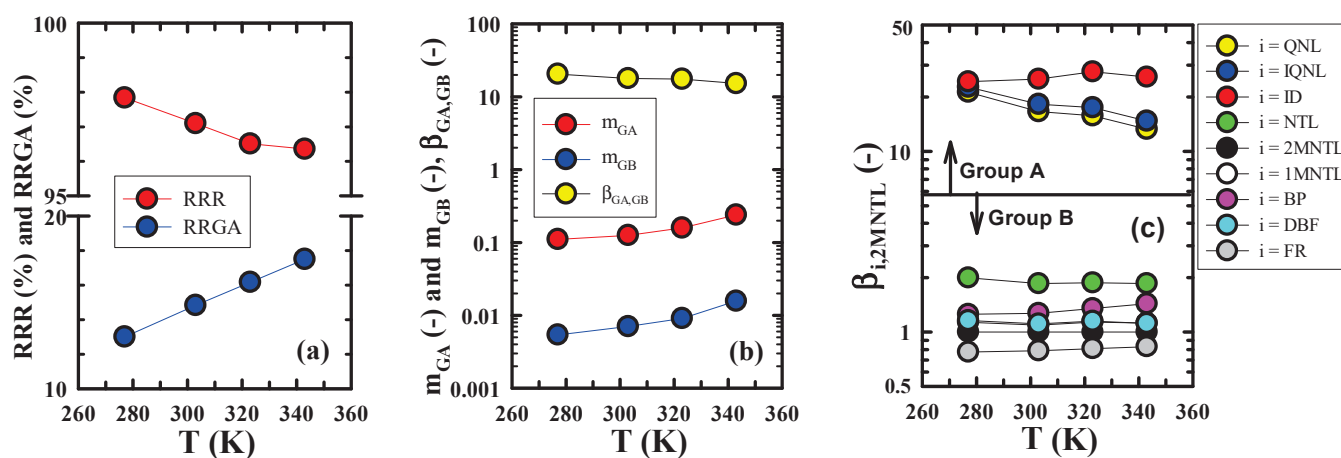 RRR (%) and RRGA (%)
100
95
20
10
RRR
RRGA
(a)
260 280 300 320 340 360
T (K)
m_GA (-) and m_GB (-), β_GA,GB (-)
100
10
1
0.1
0.01
0.001
m_GA
m_GB
β_GA,GB
(b)
260 280 300 320 340 360
T (K)
β_i,2MNTL (-)
50
10
1
0.5
Group A
Group B
(c)
260 280 300 320 340 360
T (K)
i = QNL
i = IQNL
i = ID
i = NTL
i = 2MNTL
i = 1MNTL
i = BP
i = DBF
i = FR